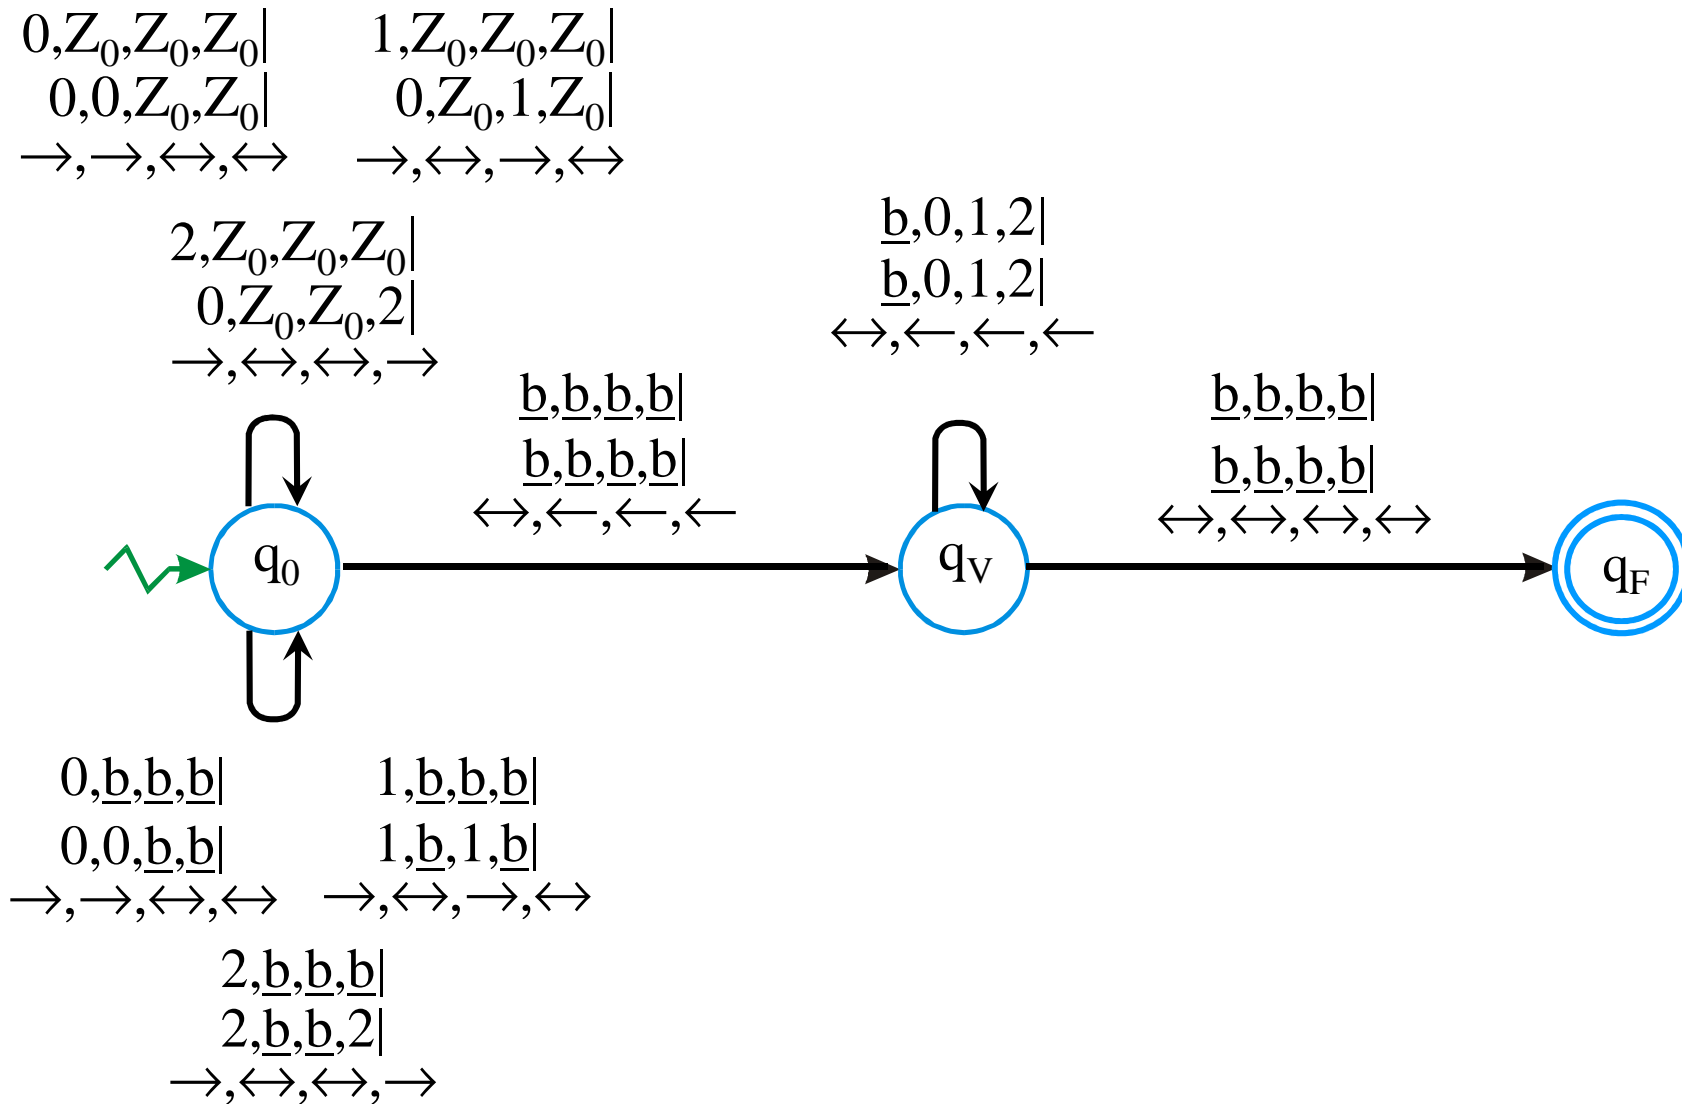 0,Z₀,Z₀,Z₀|
0,0,Z₀,Z₀|
→,→,↔,↔
1,Z₀,Z₀,Z₀|
0,Z₀,1,Z₀|
→,↔,→,↔
2,Z₀,Z₀,Z₀|
0,Z₀,Z₀,2|
→,↔,↔,→
b,0,1,2|
b,0,1,2|
↔,←,←,←
b,b,b,b|
b,b,b,b|
↔,←,←,←
b,b,b,b|
b,b,b,b|
↔,↔,↔,↔
q₀
qV
qF
0,b,b,b|
0,0,b,b|
→,→,↔,↔
1,b,b,b|
1,b,1,b|
→,↔,→,↔
2,b,b,b|
2,b,b,2|
→,↔,↔,→